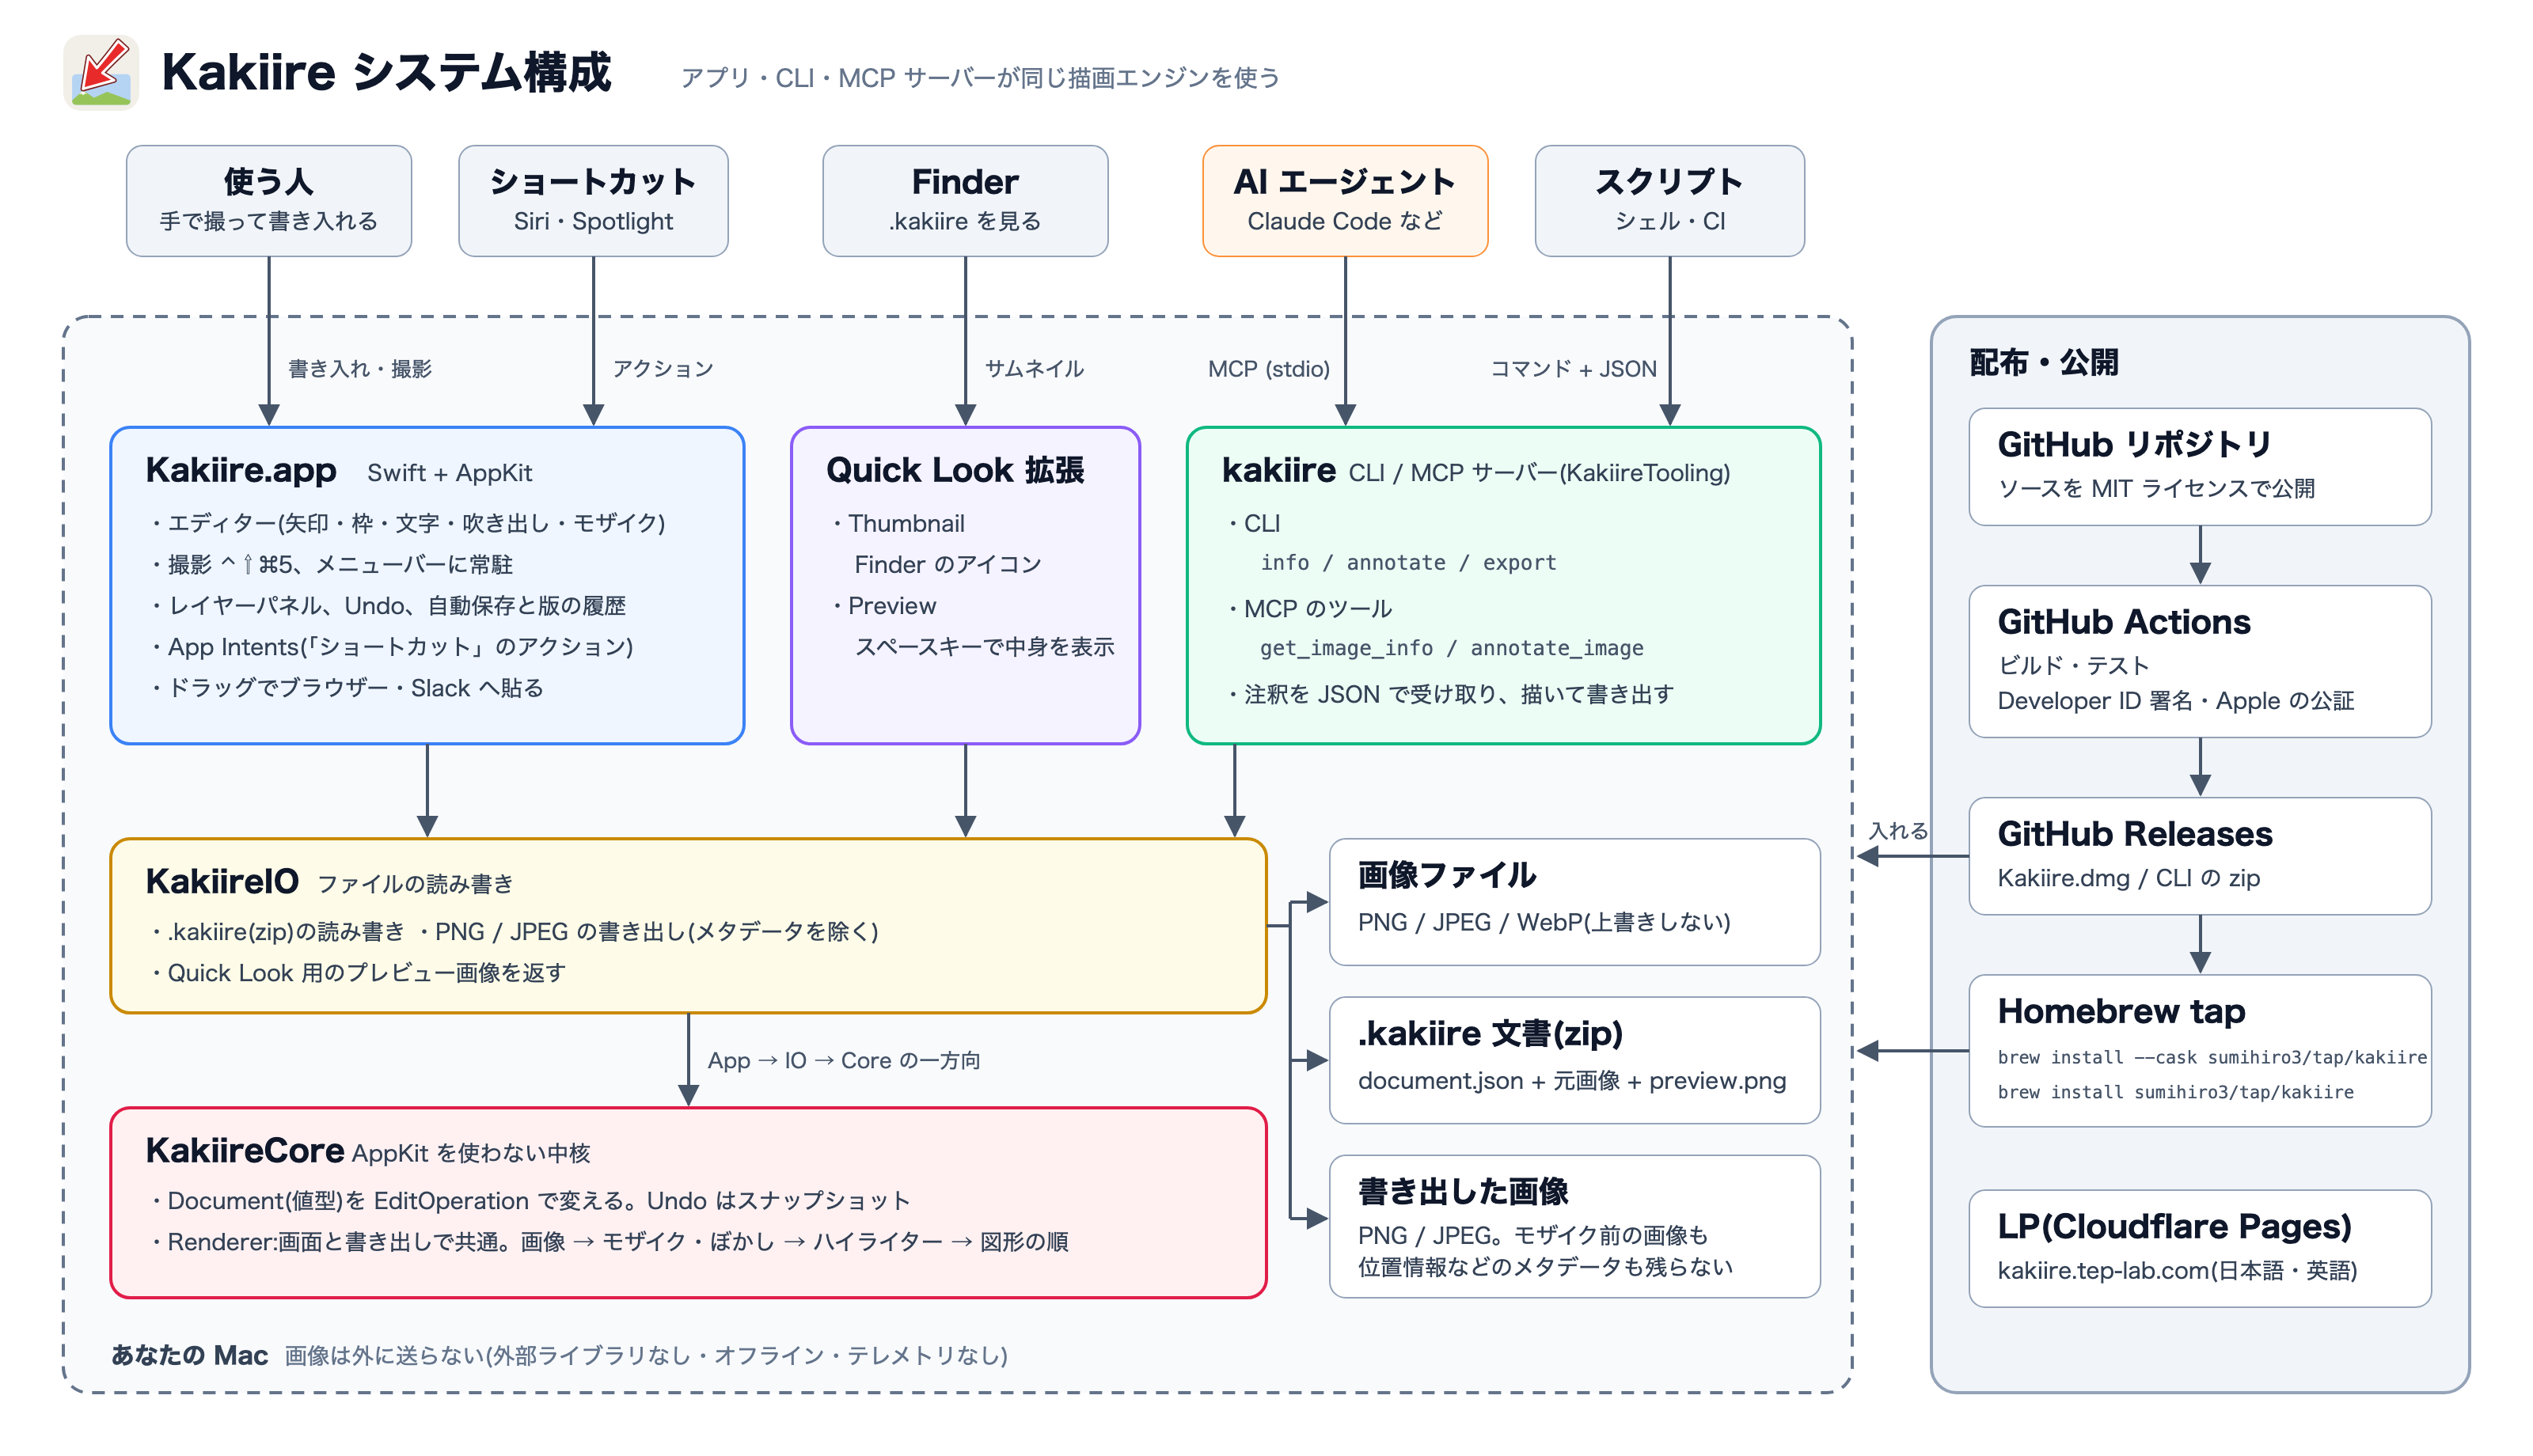 Kakiire システム構成
アプリ・CLI・MCP サーバーが同じ描画エンジンを使う
使う人
手で撮って書き入れる
ショートカット
Siri・Spotlight
Finder
.kakiire を見る
AI エージェント
Claude Code など
スクリプト
シェル・CI
書き入れ・撮影
アクション
サムネイル
MCP (stdio)
コマンド + JSON
Kakiire.app Swift + AppKit
・エディター(矢印・枠・文字・吹き出し・モザイク)
・撮影 ⌃⇧⌘5、メニューバーに常駐
・レイヤーパネル、Undo、自動保存と版の履歴
・App Intents(「ショートカット」のアクション)
・ドラッグでブラウザー・Slack へ貼る
Quick Look 拡張
・Thumbnail
Finder のアイコン
・Preview
スペースキーで中身を表示
kakiire CLI / MCP サーバー(KakiireTooling)
・CLI
info / annotate / export
・MCP のツール
get_image_info / annotate_image
・注釈を JSON で受け取り、描いて書き出す
KakiireIO ファイルの読み書き
・.kakiire(zip)の読み書き ・PNG / JPEG の書き出し(メタデータを除く)
・Quick Look 用のプレビュー画像を返す
App → IO → Core の一方向
KakiireCore AppKit を使わない中核
・Document(値型)を EditOperation で変える。Undo はスナップショット
・Renderer:画面と書き出しで共通。画像 → モザイク・ぼかし → ハイライター → 図形の順
画像ファイル
PNG / JPEG / WebP(上書きしない)
.kakiire 文書(zip)
document.json + 元画像 + preview.png
書き出した画像
PNG / JPEG。モザイク前の画像も
位置情報などのメタデータも残らない
あなたの Mac 画像は外に送らない(外部ライブラリなし・オフライン・テレメトリなし)
配布・公開
GitHub リポジトリ
ソースを MIT ライセンスで公開
GitHub Actions
ビルド・テスト
Developer ID 署名・Apple の公証
入れる
GitHub Releases
Kakiire.dmg / CLI の zip
Homebrew tap
brew install --cask sumihiro3/tap/kakiire
brew install sumihiro3/tap/kakiire
LP(Cloudflare Pages)
kakiire.tep-lab.com(日本語・英語)